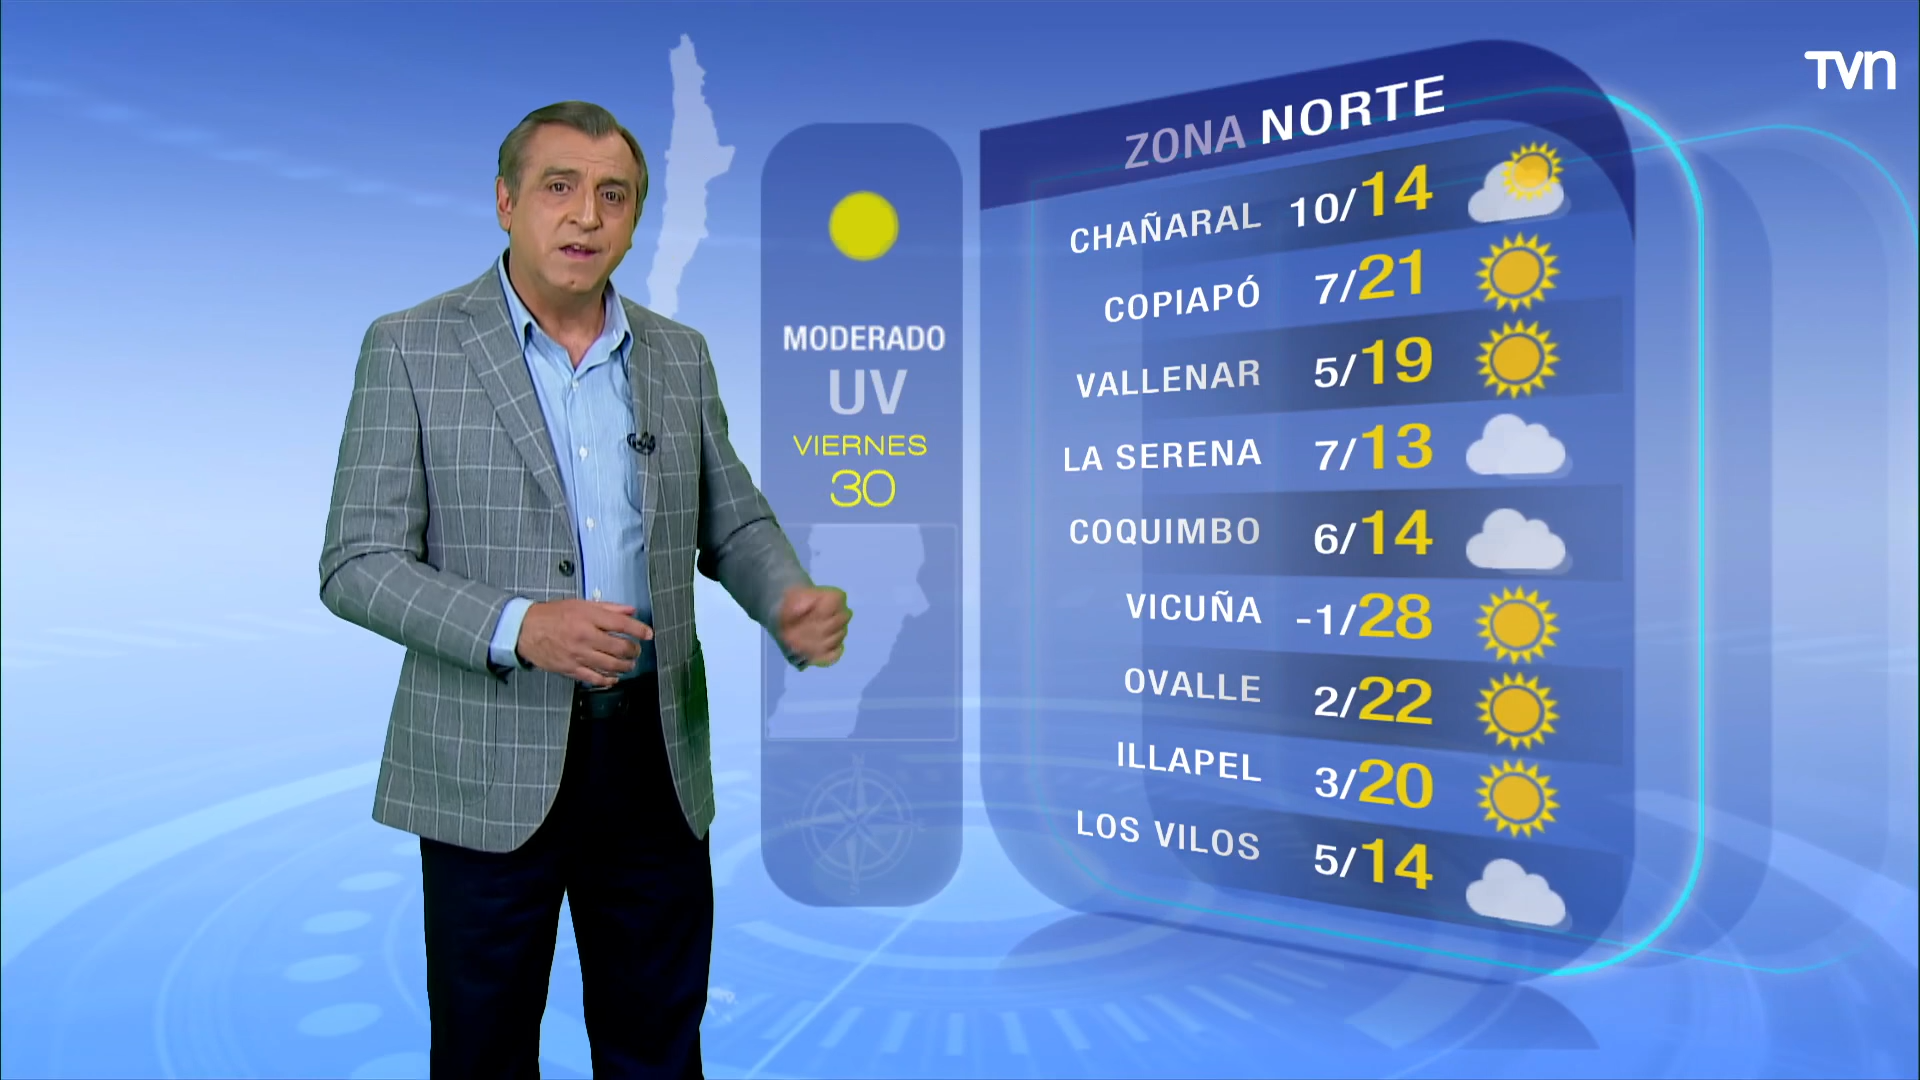 TVN
ZONA NORTE
CHAÑARAL 10/14
COPIAPÓ 7/21
VALLENAR 5/19
LA SERENA 7/13
COQUIMBO 6/14
VICUÑA -1/28
OVALLE 2/22
ILLAPEL 3/20
LOS VILOS 5/14
MODERADO
UV
VIERNES
30
N
S